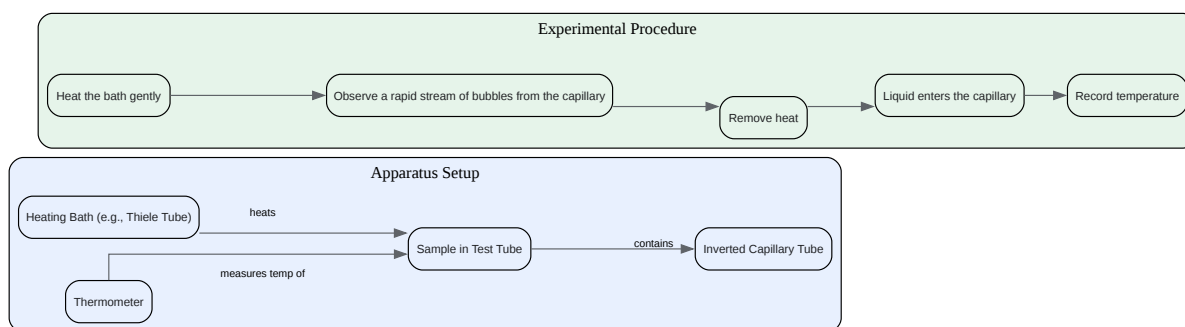 Experimental Procedure
Heat the bath gently
Observe a rapid stream of bubbles from the capillary
Remove heat
Liquid enters the capillary
Record temperature
Apparatus Setup
Heating Bath (e.g., Thiele Tube)
heats
Sample in Test Tube
contains
Inverted Capillary Tube
measures temp of
Thermometer